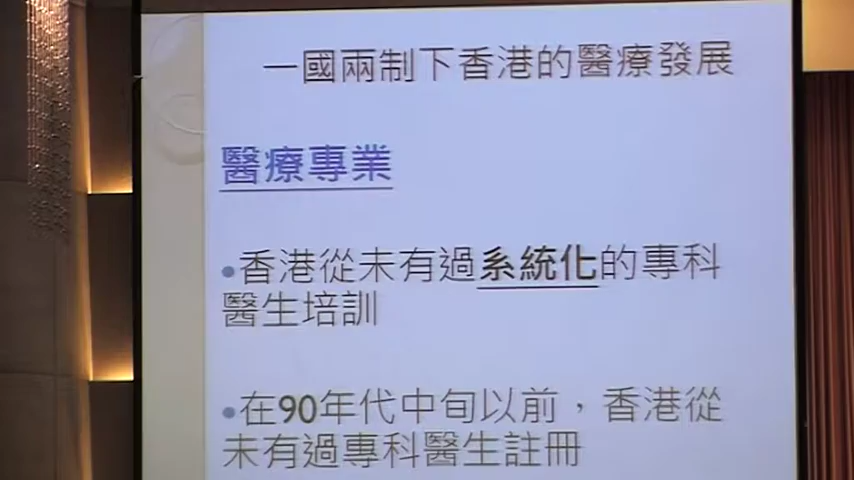 一國兩制下香港的醫療發展
醫療專業
•香港從未有過系統化的專科
醫生培訓
•在90年代中旬以前，香港從
未有過專科醫生註冊